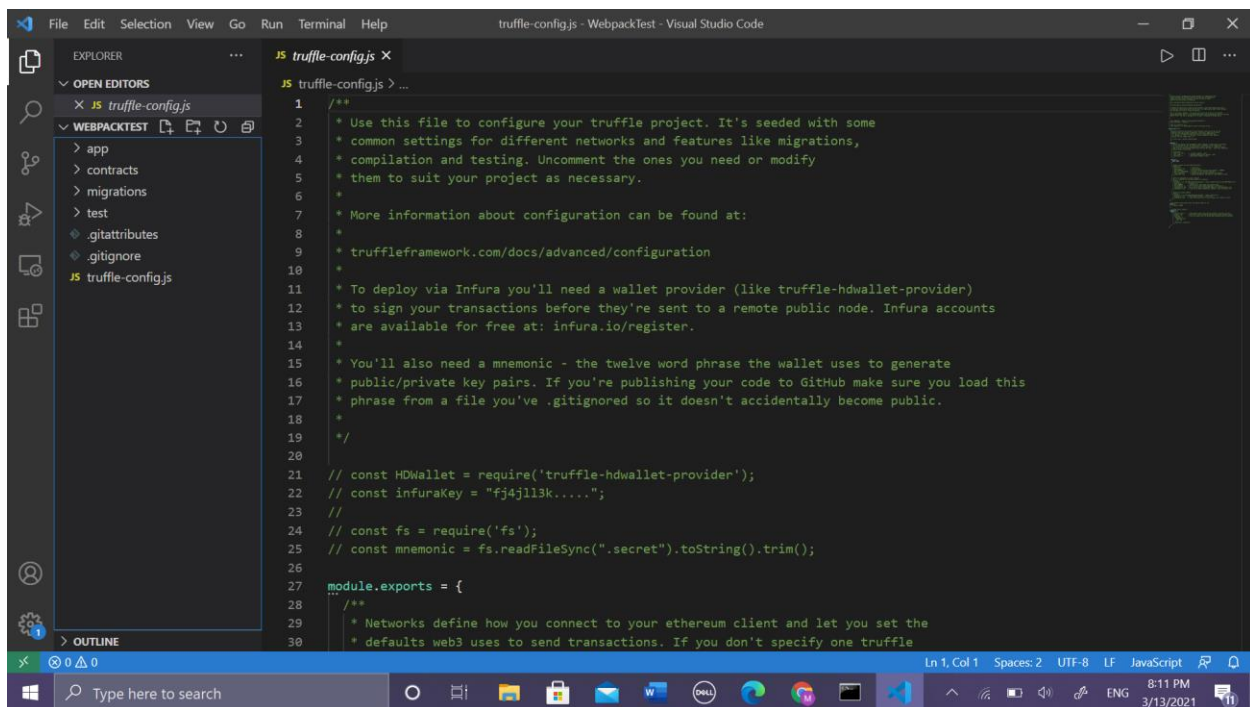 File Edit Selection View Go Run Terminal Help truffle-config.js - WebpackTest - Visual Studio Code
EXPLORER
OPEN EDITORS
JS truffle-config.js
WEBPACKTEST
app
contracts
migrations
test
.gitattributes
.gitignore
JS truffle-config.js
OUTLINE
JS truffle-config.js
JS truffle-config.js > ...
1 /**
2 * Use this file to configure your truffle project. It's seeded with some
3 * common settings for different networks and features like migrations,
4 * compilation and testing. Uncomment the ones you need or modify
5 * them to suit your project as necessary.
6 *
7 * More information about configuration can be found at:
8 *
9 * truffleframework.com/docs/advanced/configuration
10 *
11 * To deploy via Infura you'll need a wallet provider (like truffle-hdwallet-provider)
12 * to sign your transactions before they're sent to a remote public node. Infura accounts
13 * are available for free at: infura.io/register.
14 *
15 * You'll also need a mnemonic - the twelve word phrase the wallet uses to generate
16 * public/private key pairs. If you're publishing your code to GitHub make sure you load this
17 * phrase from a file you've .gitignored so it doesn't accidentally become public.
18 *
19 */
20
21 // const HDWallet = require('truffle-hdwallet-provider');
22 // const infuraKey = "fj4jll3k.....";
23 //
24 // const fs = require('fs');
25 // const mnemonic = fs.readFileSync(".secret").toString().trim();
26
27 module.exports = {
28 /**
29 * Networks define how you connect to your ethereum client and let you set the
30 * defaults web3 uses to send transactions. If you don't specify one truffle
1
0 0 Ln 1, Col 1 Spaces: 2 UTF-8 LF JavaScript
Type here to search
W
DELL
ENG
8:11 PM
3/13/2021
11